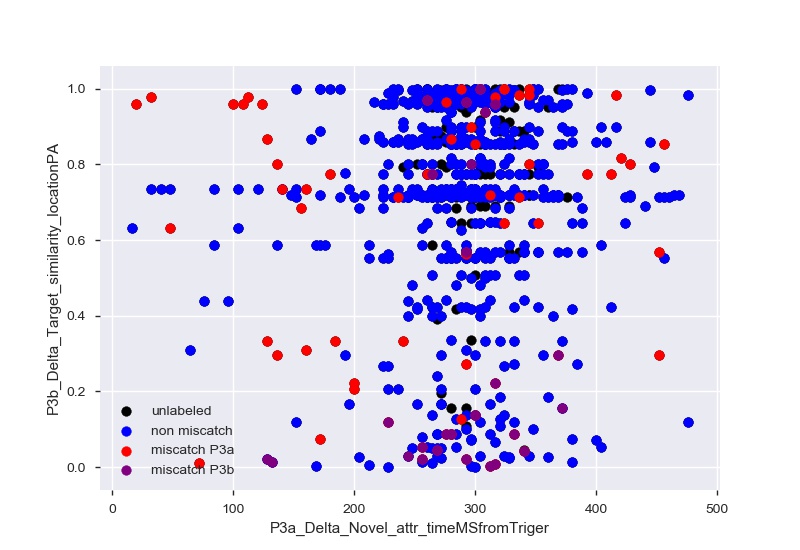 1.0
0.8
0.6
0.4
0.2
0.0
P3b_Delta_Target_similarity_locationPA
unlabeled
non miscatch
miscatch P3a
miscatch P3b
0 100 200 300 400 500
P3a_Delta_Novel_attr_timeMSfromTriger